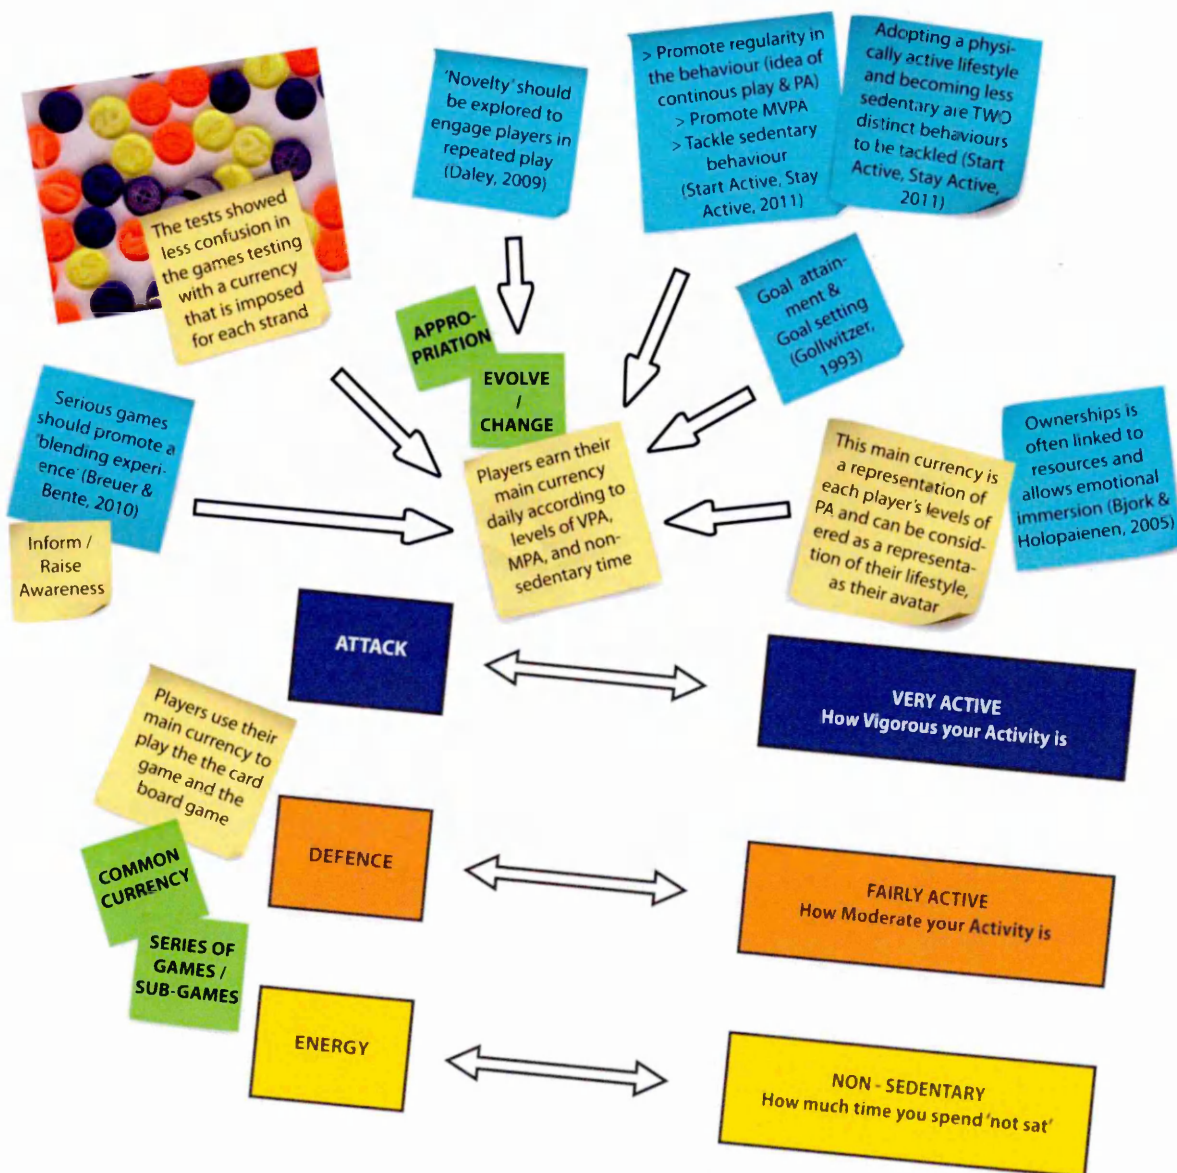 'Novelty' should
be explored to
engage players in
repeated play
(Daley, 2009)
> Promote regularity in
the behaviour (idea of
continous play & PA)
> Promote MVPA
> Tackle sedentary
behaviour
(Start Active, Stay
Active, 2011)
Adopting a physi-
cally active lifestyle
and becoming less
sedentary are TWO
distinct behaviours
to be tackled (Start
Active, Stay Active,
2011)
The tests showed
less confusion in
the games testing
with a currency
that is imposed
for each strand
APPRO-
PRIATION
EVOLVE
/
CHANGE
Goal attain-
ment &
Goal setting
(Gollwitzer,
1993)
Serious games
should promote a
'blending experi-
ence' (Breuer &
Bente, 2010)
Inform /
Raise
Awareness
Players earn their
main currency
daily according to
levels of VPA,
MPA, and non-
sedentary time
This main currency is
a representation of
each player's levels of
PA and can be consid-
ered as a representa-
tion of their lifestyle,
as their avatar
Ownerships is
often linked to
resources and
allows emotional
immersion (Bjork &
Holopaienen, 2005)
ATTACK
VERY ACTIVE
How Vigorous your Activity is
Players use their
main currency to
play the the card
game and the
board game
COMMON
CURRENCY
SERIES OF
GAMES /
SUB-GAMES
DEFENCE
FAIRLY ACTIVE
How Moderate your Activity is
ENERGY
NON - SEDENTARY
How much time you spend 'not sat'